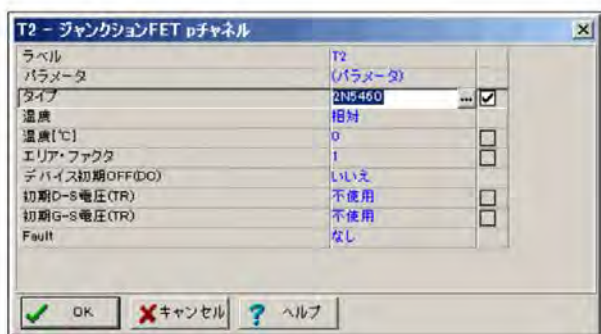 T2 - ジャンクションFET pチャネル
ラベル T2
パラメータ (パラメータ)
タイプ 2N5460 ...
温度 相対
温度[℃] 0
エリア・ファクタ 1
デバイス初期OFF(DC) いいえ
初期D-S電圧(TR) 不使用
初期G-S電圧(TR) 不使用
Fault なし
OK キャンセル ? ヘルプ